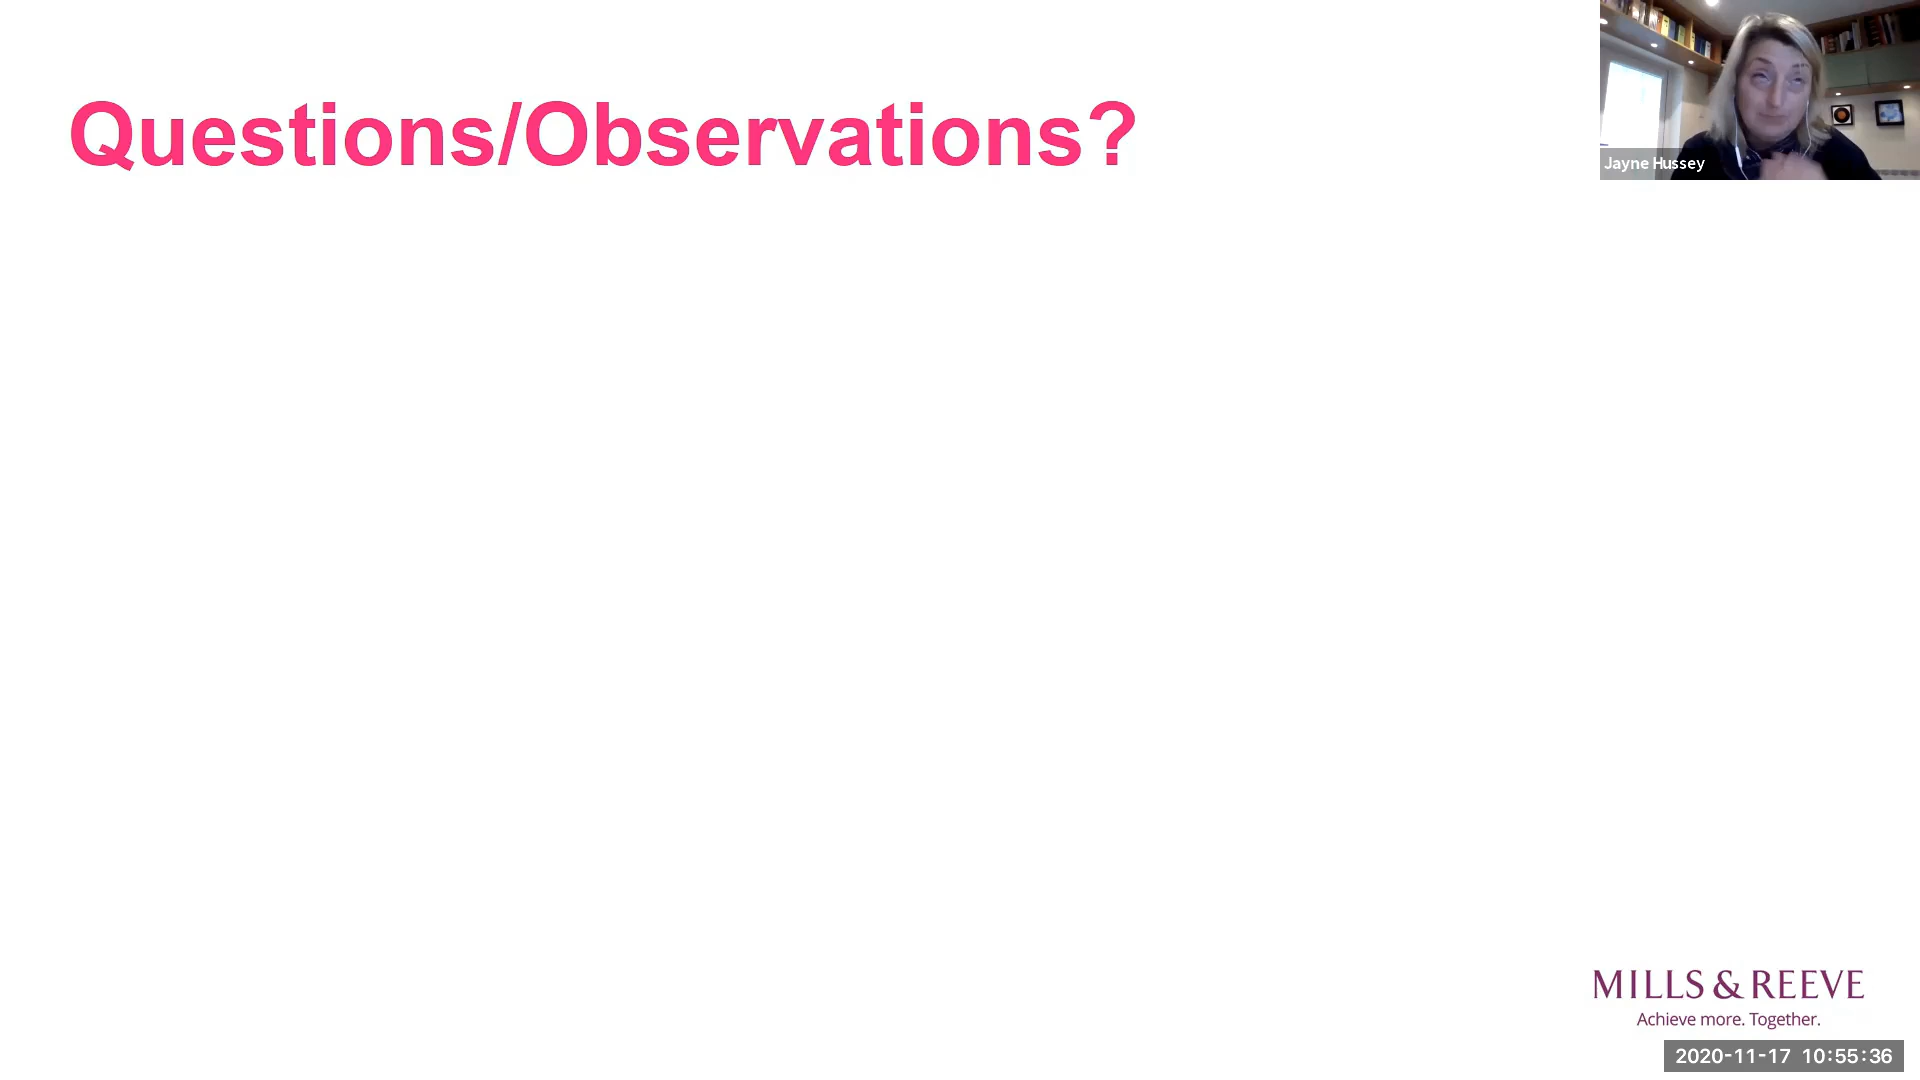 Questions/Observations?
Jayne Hussey
MILLS & REEVE
Achieve more. Together.
2020-11-17 10:55:36